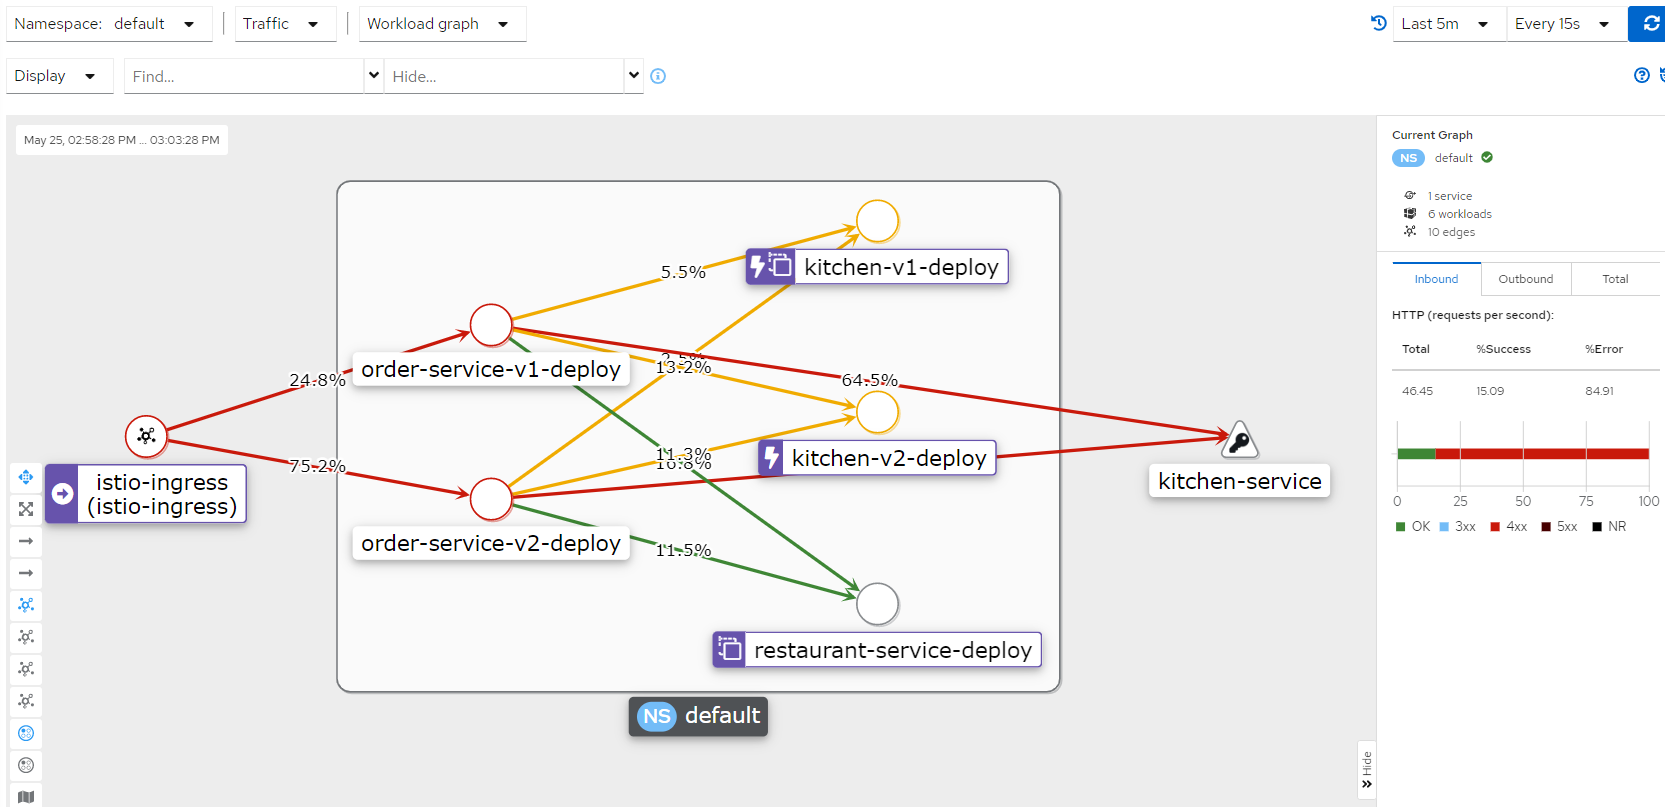 Namespace: default
Traffic
Workload graph
Last 5m
Every 15s
Display
Find...
Hide...
May 25, 02:58:28 PM ... 03:03:28 PM
5.5%
kitchen-v1-deploy
24.8%
order-service-v1-deploy
13.2%
64.5%
75.2%
istio-ingress
(istio-ingress)
11.3%
kitchen-v2-deploy
kitchen-service
order-service-v2-deploy
11.5%
restaurant-service-deploy
NS default
Current Graph
NS default
1 service
6 workloads
10 edges
Inbound
Outbound
Total
HTTP (requests per second):
Total %Success %Error
46.45 15.09 84.91
0 25 50 75 100
OK 3xx 4xx 5xx NR
Hide